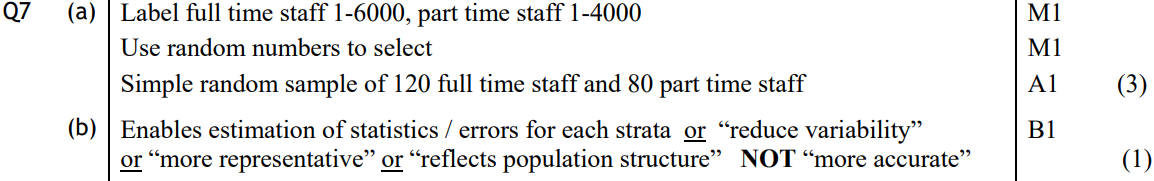 Q7 (a) Label full time staff 1-6000, part time staff 1-4000 M1
Use random numbers to select M1
Simple random sample of 120 full time staff and 80 part time staff A1 (3)
(b) Enables estimation of statistics / errors for each strata or “reduce variability” B1
or “more representative” or “reflects population structure” NOT “more accurate” (1)